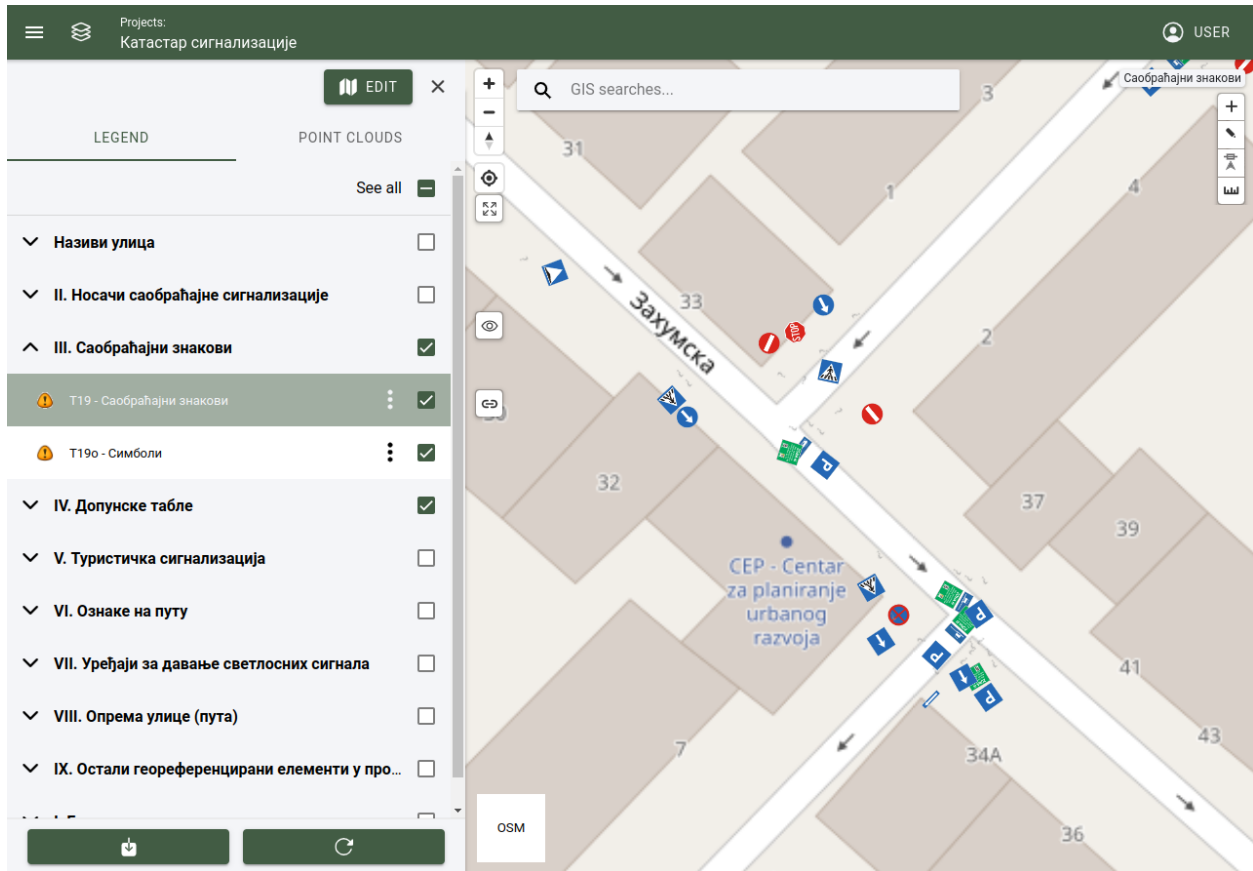 Projects:
Катастар сигнализације
USER
EDIT
LEGEND
POINT CLOUDS
See all
Називи улица
II. Носачи саобраћајне сигнализације
III. Саобраћајни знакови
T19 - Саобраћајни знакови
T19o - Симболи
IV. Допунске табле
V. Туристичка сигнализација
VI. Ознаке на путу
VII. Уређаји за давање светлосних сигнала
VIII. Опрема улице (пута)
IX. Остали геореференцирани елементи у про...
GIS searches...
Саобраћајни знакови
3
31
1
4
33
Захумска
STOP
2
32
37
39
CEP - Centar
za planiranje
urbanog
razvoja
41
43
7
34A
36
OSM
P
P
P
P